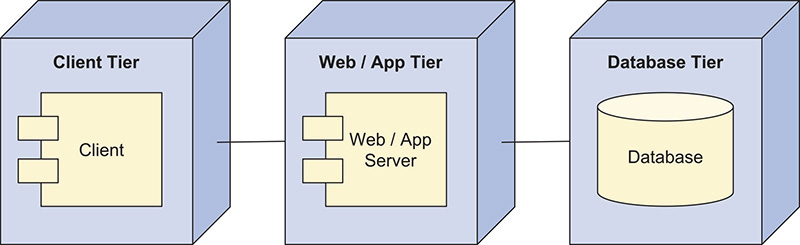 Client Tier
Client
Web / App Tier
Web / App
Server
Database Tier
Database